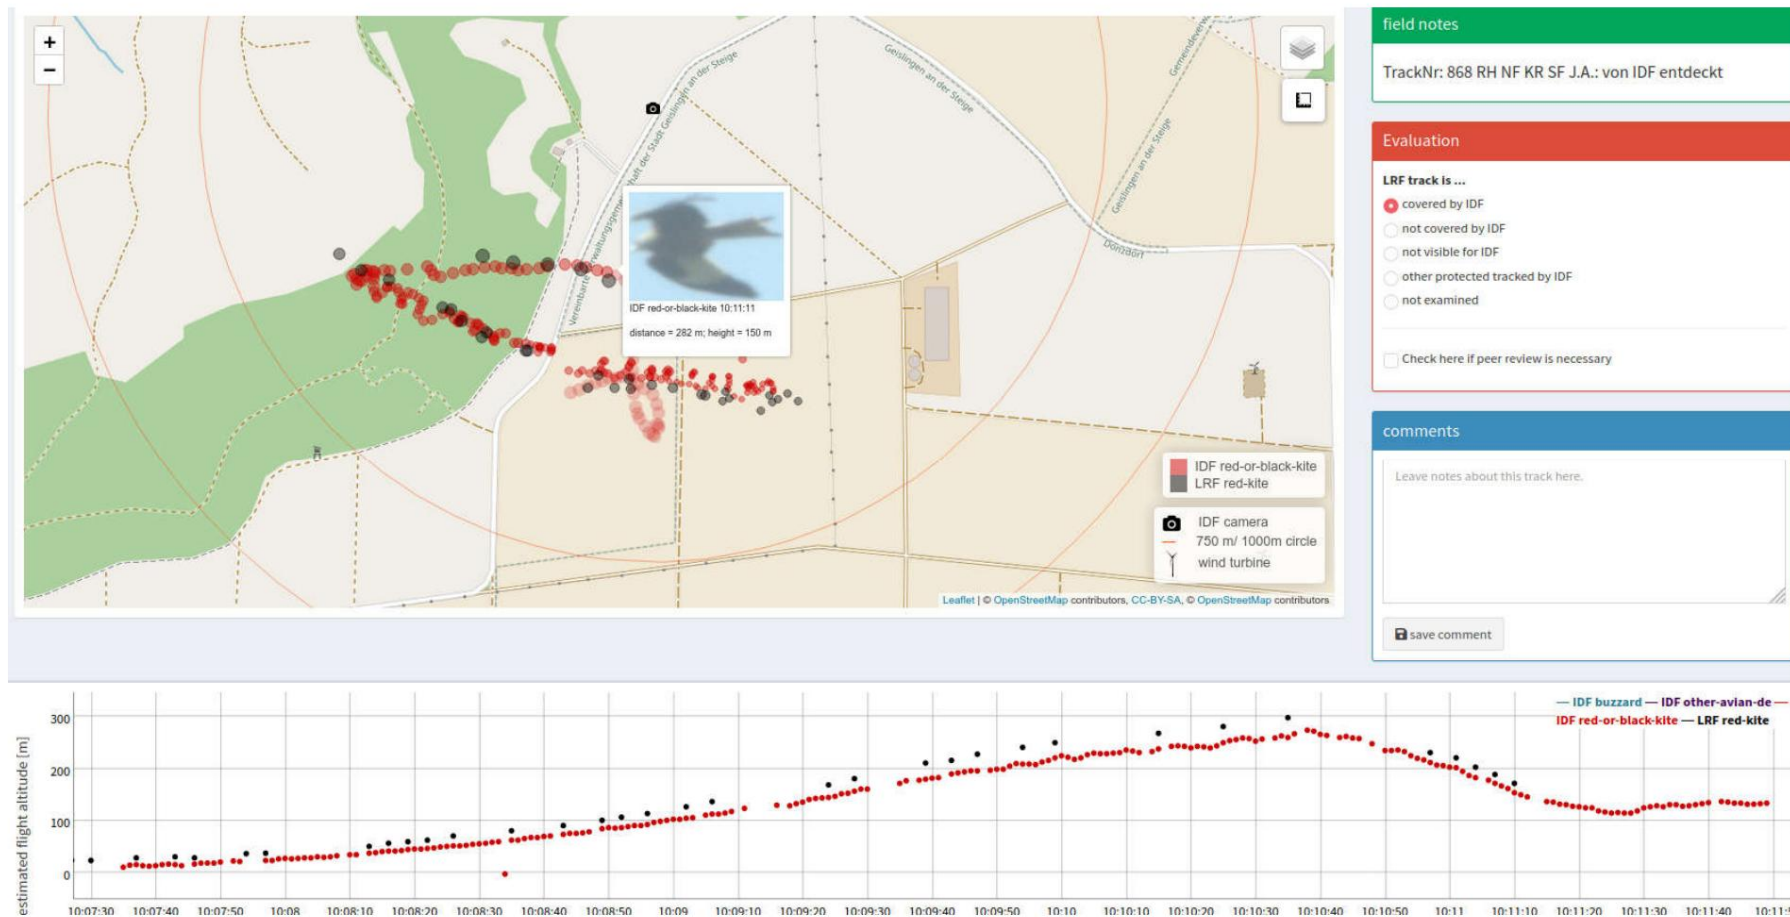 +
−
Geislingen an der Steige
Geislingen an der Steige
Donzdorf
IDF red-or-black-kite 10:11:11
distance = 282 m; height = 150 m
IDF red-or-black-kite
LRF red-kite
IDF camera
750 m/ 1000m circle
wind turbine
Leaflet | © OpenStreetMap contributors, CC-BY-SA, © OpenStreetMap contributors
field notes
TrackNr: 868 RH NF KR SF J.A.: von IDF entdeckt
Evaluation
LRF track is ...
covered by IDF
not covered by IDF
not visible for IDF
other protected tracked by IDF
not examined
Check here if peer review is necessary
comments
Leave notes about this track here.
save comment
— IDF buzzard — IDF other-avian-de —
IDF red-or-black-kite — LRF red-kite
estimated flight altitude [m]
300
200
100
0
10:07:30 10:07:40 10:07:50 10:08 10:08:10 10:08:20 10:08:30 10:08:40 10:08:50 10:09 10:09:10 10:09:20 10:09:30 10:09:40 10:09:50 10:10 10:10:10 10:10:20 10:10:30 10:10:40 10:10:50 10:11 10:11:10 10:11:20 10:11:30 10:11:40